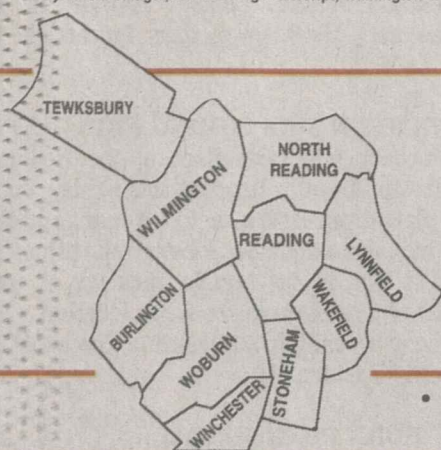 TEWKSBURY
WILMINGTON
NORTH
READING
READING
LYNNFIELD
BURLINGTON
WAKEFIELD
WOBURN
STONEHAM
WINCHESTER